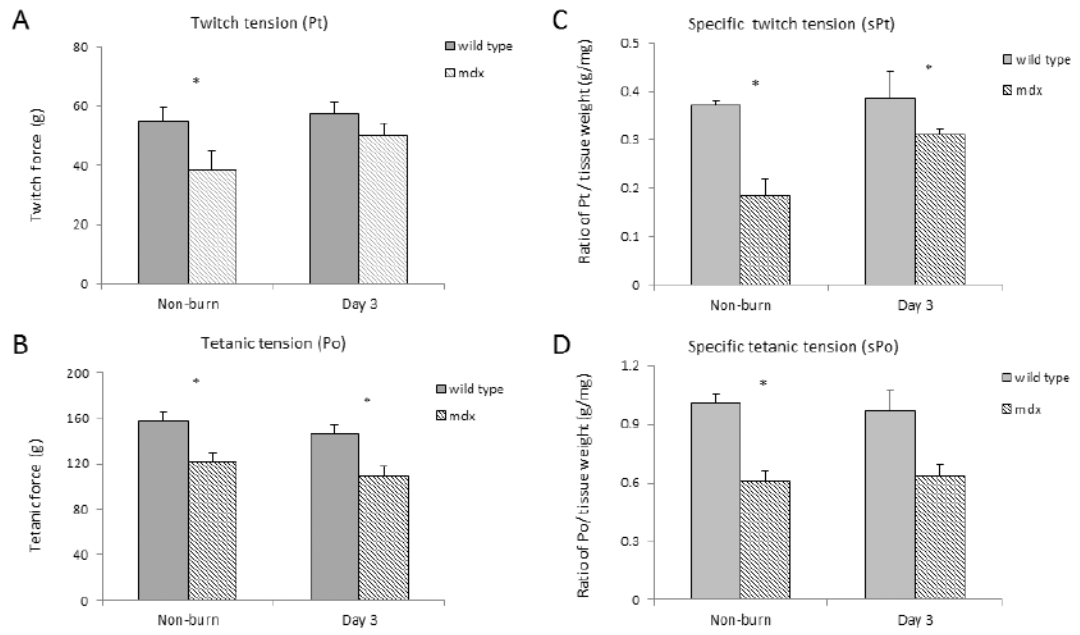 A
Twitch tension (Pt)
Twitch force (g)
80
60
40
20
0
*
wild type
mdx
Non-burn
Day 3
B
Tetanic tension (Po)
Tetanic force (g)
200
160
120
80
40
0
*
*
wild type
mdx
Non-burn
Day 3
C
Specific twitch tension (sPt)
Ratio of Pt / tissue weight (g/mg)
0.5
0.4
0.3
0.2
0.1
0
*
*
wild type
mdx
Non-burn
Day 3
D
Specific tetanic tension (sPo)
Ratio of Po/ tissue weight (g/mg)
1.2
0.9
0.6
0.3
0
*
wild type
mdx
Non-burn
Day 3